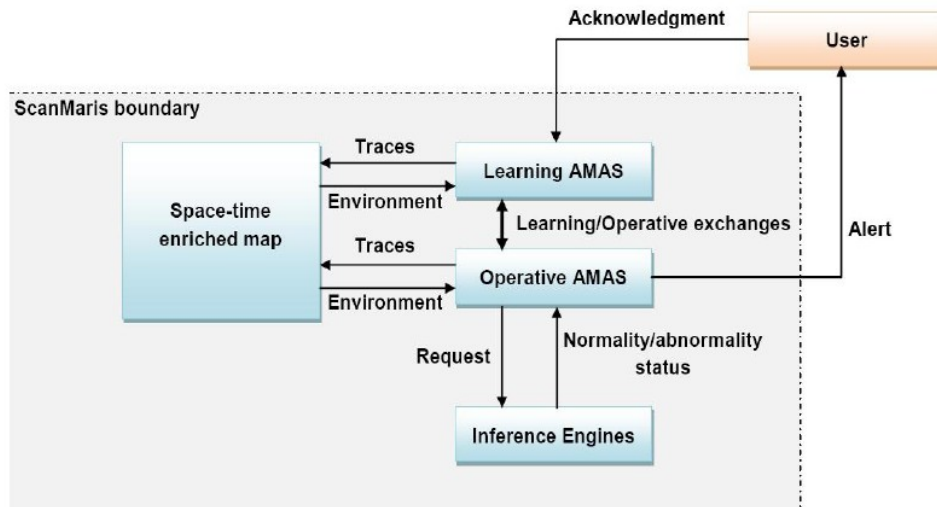 Acknowledgment
User
ScanMaris boundary
Traces
Learning AMAS
Environment
Space-time
enriched map
Learning/Operative exchanges
Alert
Traces
Operative AMAS
Environment
Request
Normality/abnormality
status
Inference Engines